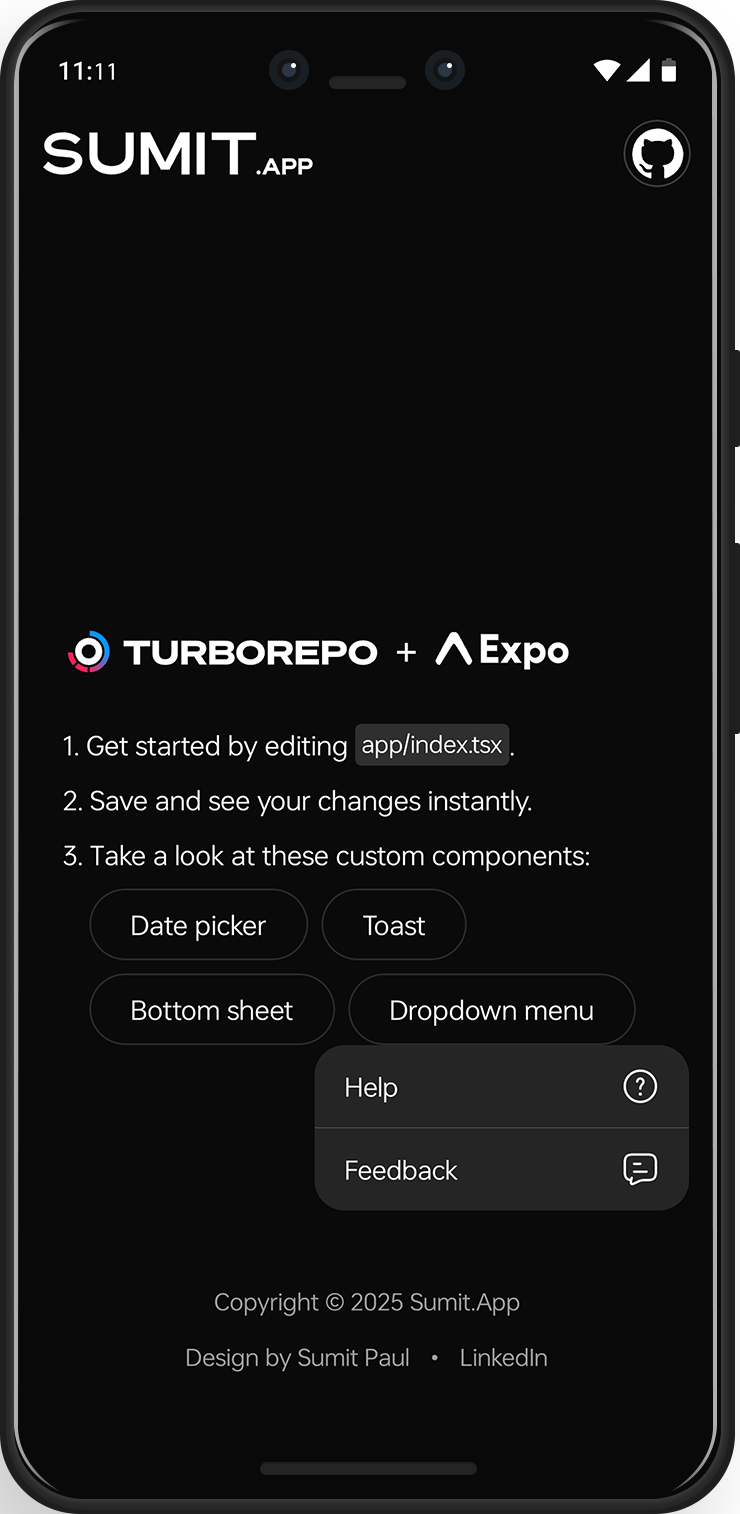 11:11
SUMIT.APP
TURBOREPO + Expo
1. Get started by editing app/index.tsx.
2. Save and see your changes instantly.
3. Take a look at these custom components:
Date picker Toast
Bottom sheet Dropdown menu
Help
Feedback
Copyright © 2025 Sumit.App
Design by Sumit Paul • LinkedIn